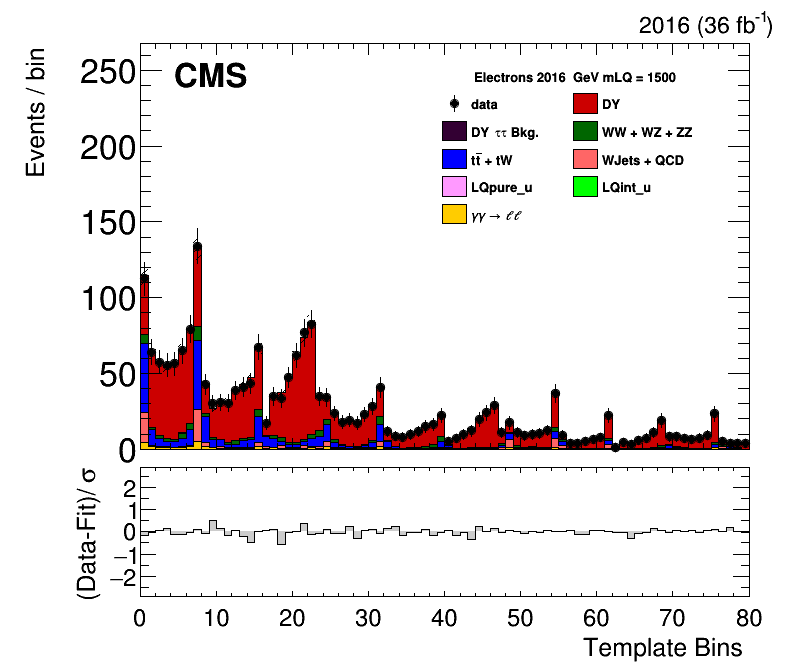 2016 (36 fb-1)
Events / bin
CMS
Electrons 2016 GeV mLQ = 1500
data
DY
DY ττ Bkg.
WW + WZ + ZZ
tt̄ + tW
WJets + QCD
LQpure_u
LQint_u
γγ → ℓℓ
250
200
150
100
50
0
(Data-Fit)/ σ
2
1
0
−1
−2
0 10 20 30 40 50 60 70 80
Template Bins